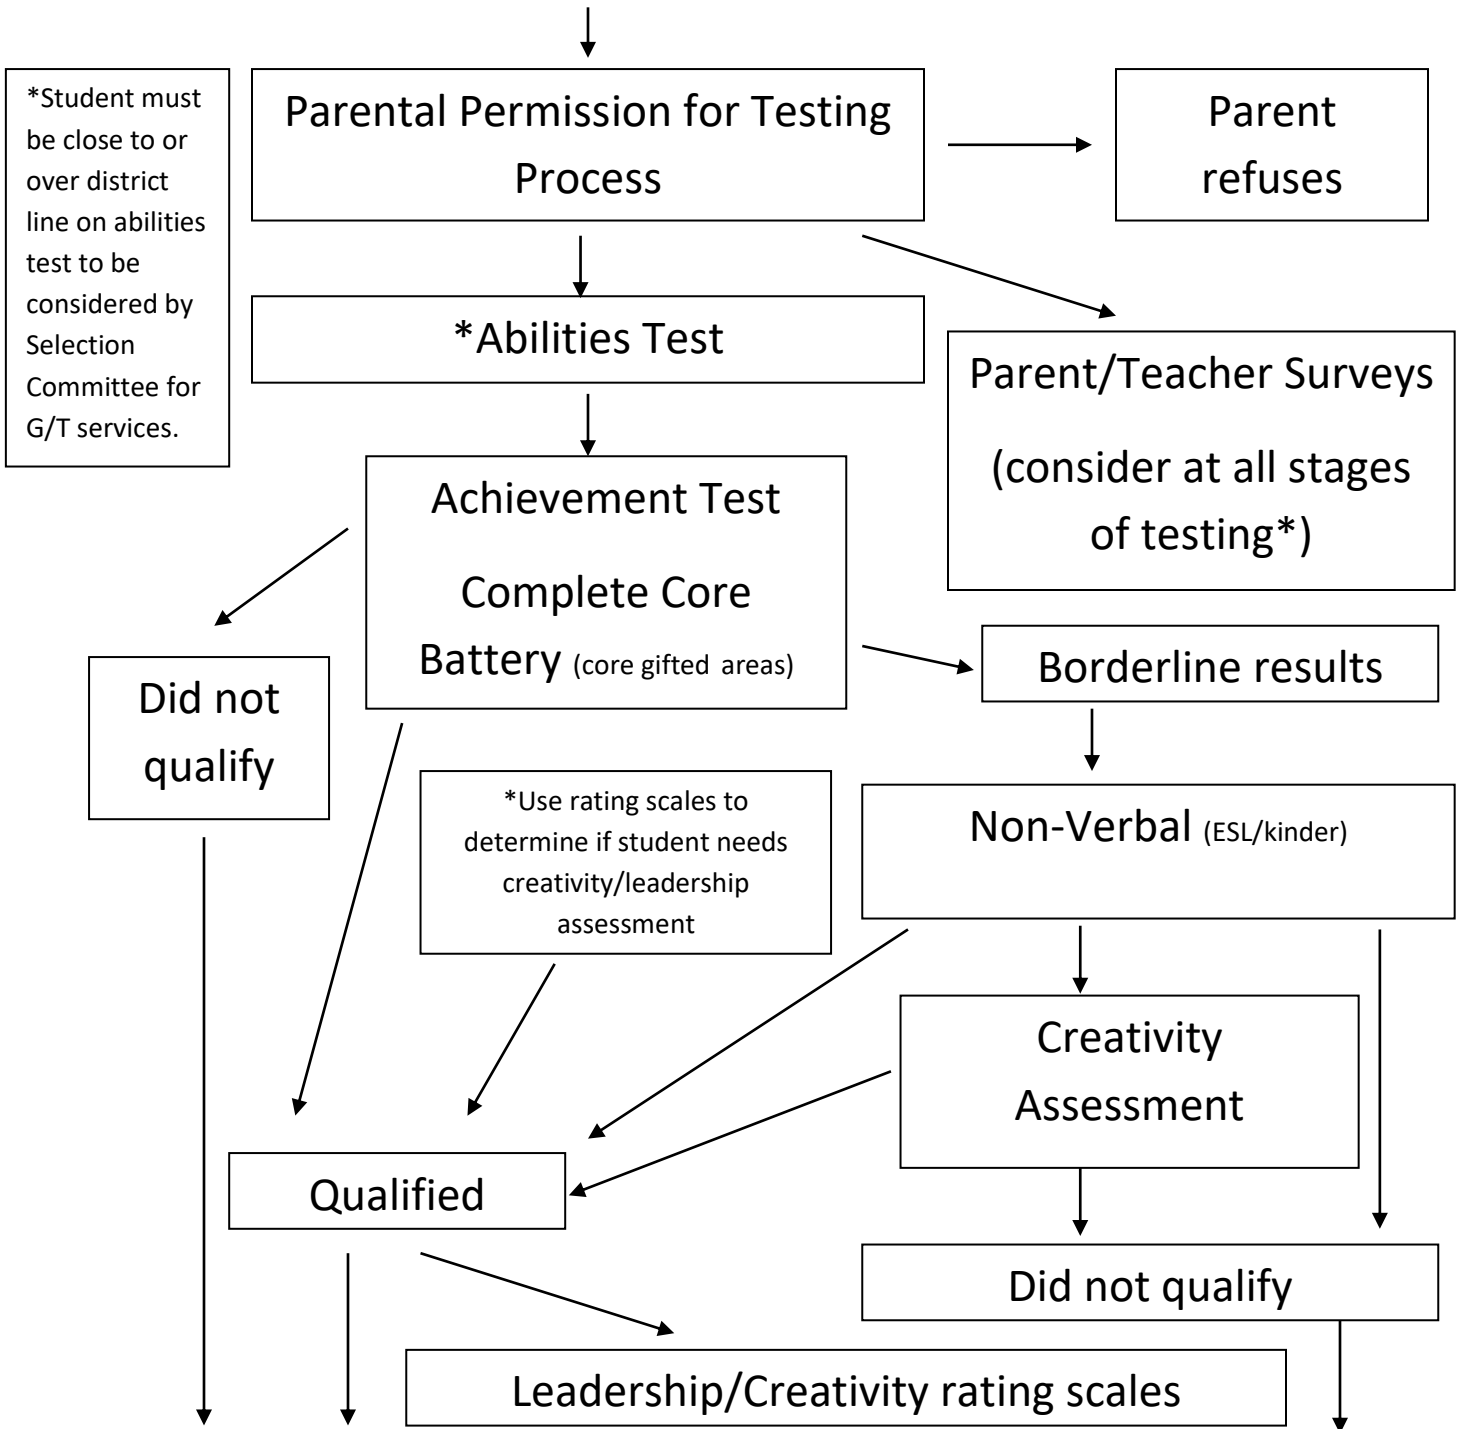 *Student must
be close to or
over district
line on abilities
test to be
considered by
Selection
Committee for
G/T services.
Parental Permission for Testing
Process
Parent
refuses
*Abilities Test
Parent/Teacher Surveys
(consider at all stages
of testing*)
Achievement Test
Complete Core
Battery (core gifted areas)
Borderline results
Did not
qualify
*Use rating scales to
determine if student needs
creativity/leadership
assessment
Non-Verbal (ESL/kinder)
Creativity
Assessment
Qualified
Did not qualify
Leadership/Creativity rating scales